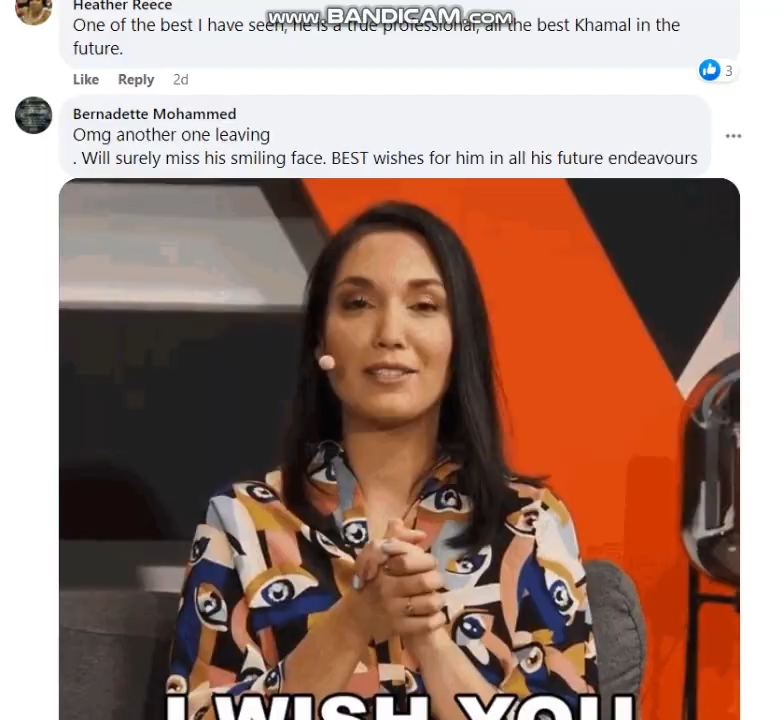 Heather Reece
www.BANDICAM.com
One of the best I have seen, he is a true professional, all the best Khamal in the
future.
Like Reply 2d
3
Bernadette Mohammed
Omg another one leaving
. Will surely miss his smiling face. BEST wishes for him in all his future endeavours
I WISH YOU